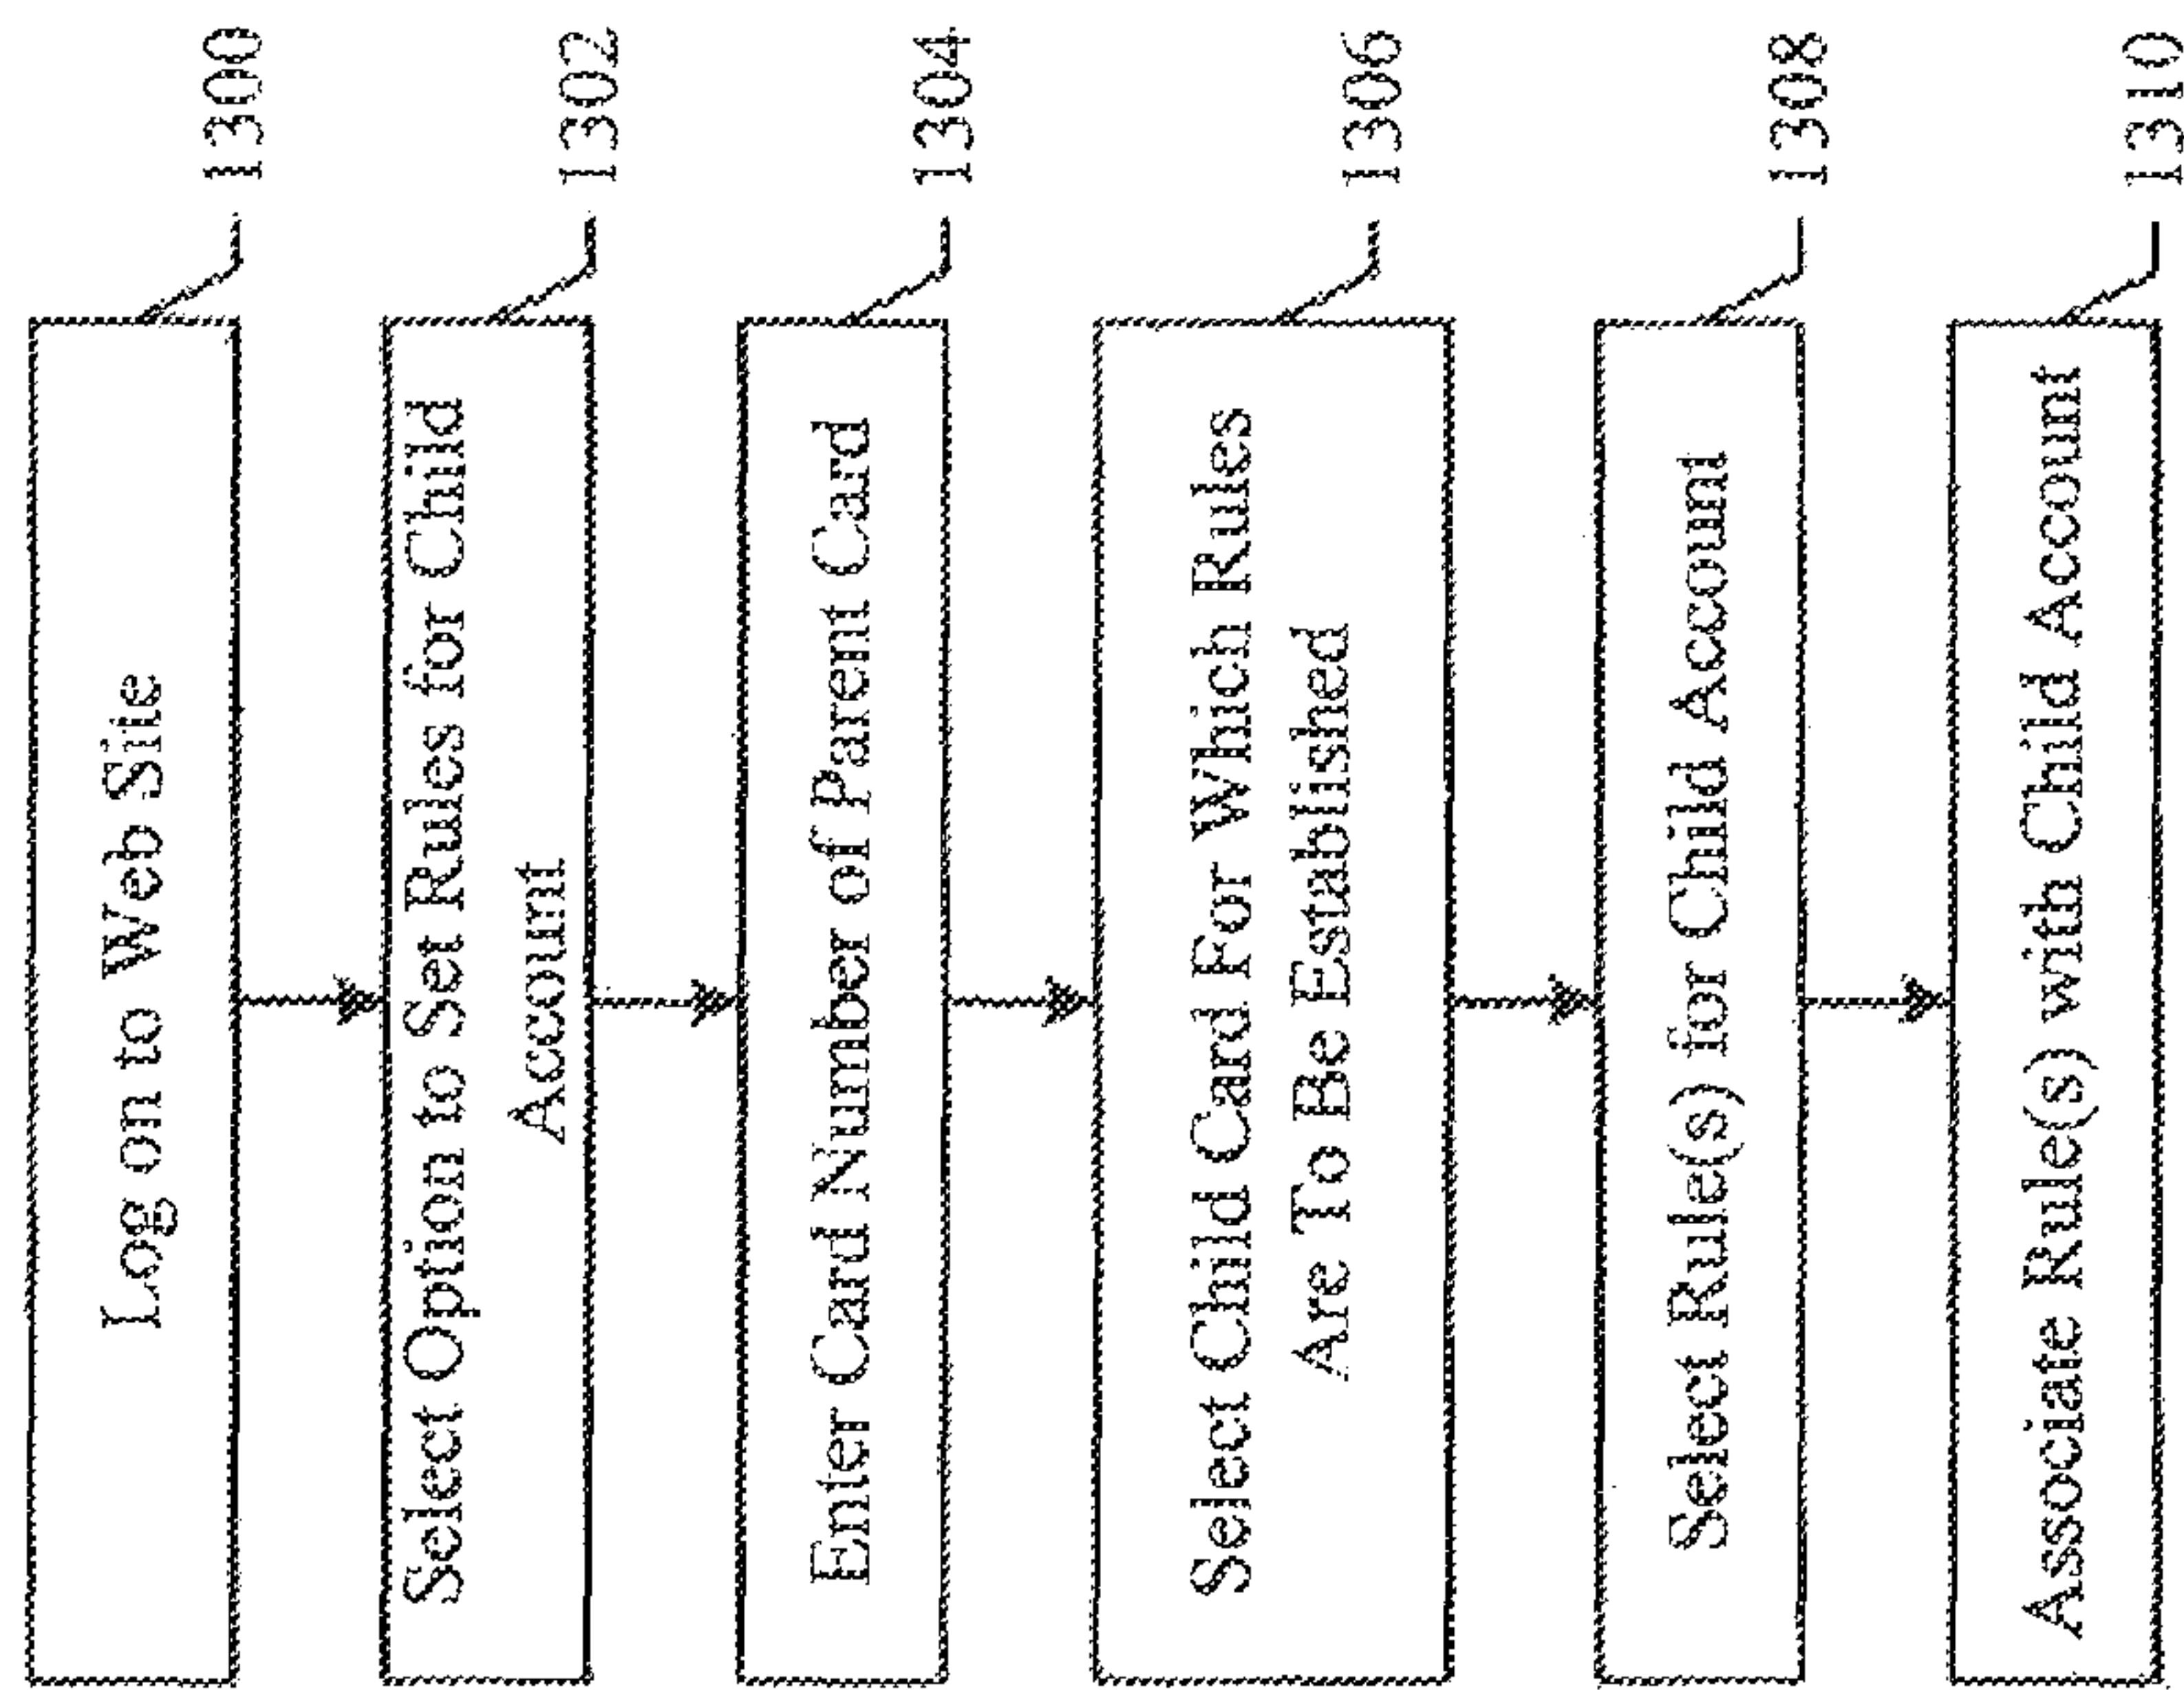 Log on to Web Site
1300
Select Option to Set Rules for Child
Account
1302
Enter Card Number of Parent Card
1304
Select Child Card For Which Rules
Are To Be Established
1306
Select Rule(s) for Child Account
1308
Associate Rule(s) with Child Account
1310